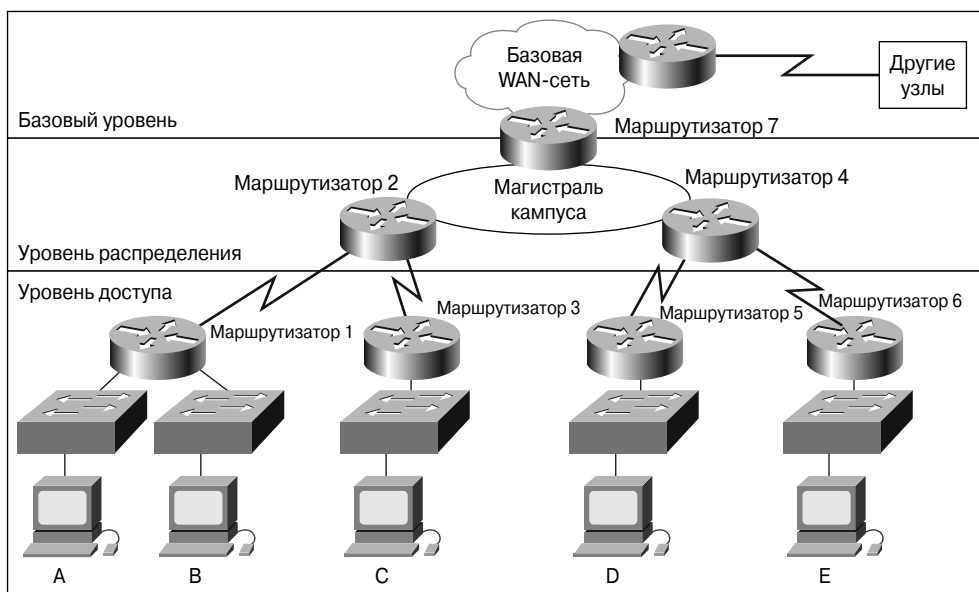 Базовая
WAN-сеть
Другие
узлы
Базовый уровень
Маршрутизатор 7
Маршрутизатор 2
Магистраль
кампуса
Маршрутизатор 4
Уровень распределения
Уровень доступа
Маршрутизатор 1
Маршрутизатор 3
Маршрутизатор 5
Маршрутизатор 6
A
B
C
D
E